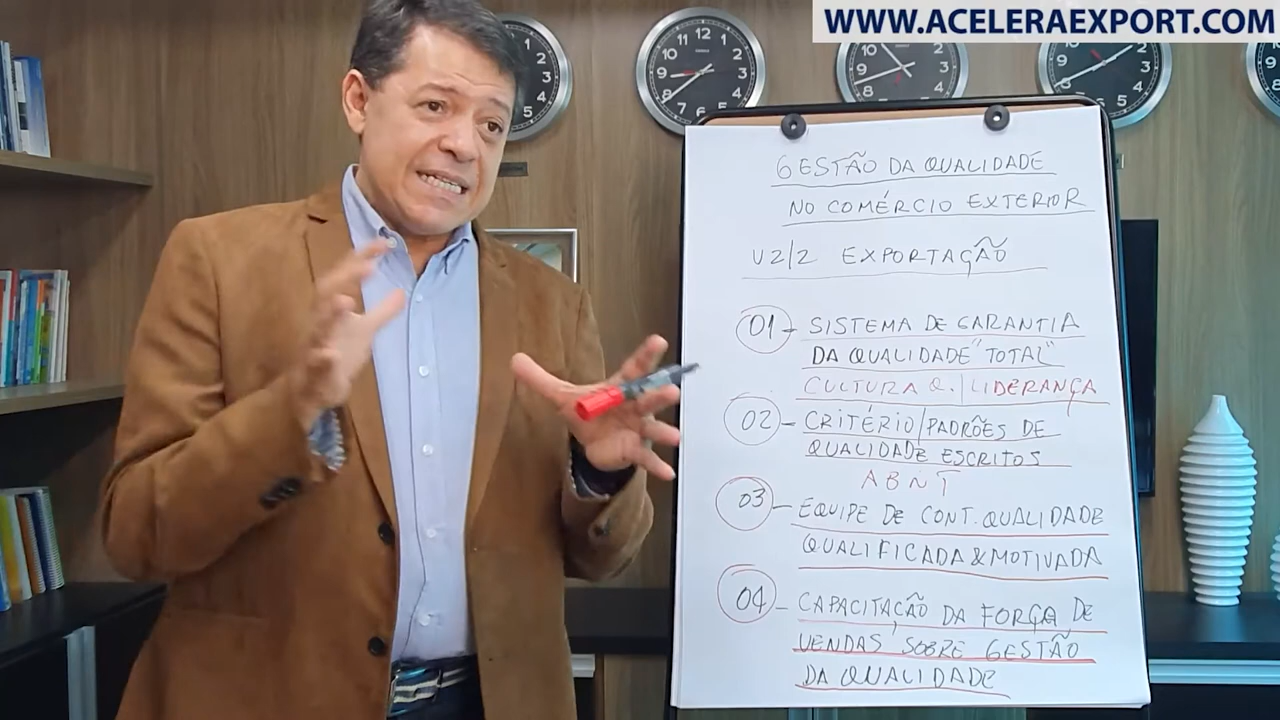 WWW.ACELERAEXPORT.COM
GESTÃO DA QUALIDADE
NO COMÉRCIO EXTERIOR
V2/2 EXPORTAÇÃO
01 - SISTEMA DE GARANTIA
DA QUALIDADE "TOTAL"
CULTURA Q. | LIDERANÇA
02 - CRITÉRIO/PADRÕES DE
QUALIDADE ESCRITOS
ABNT
03 - EQUIPE DE CONT. QUALIDADE
QUALIFICADA & MOTIVADA
04 - CAPACITAÇÃO DA FORÇA DE
VENDAS SOBRE GESTÃO
DA QUALIDADE